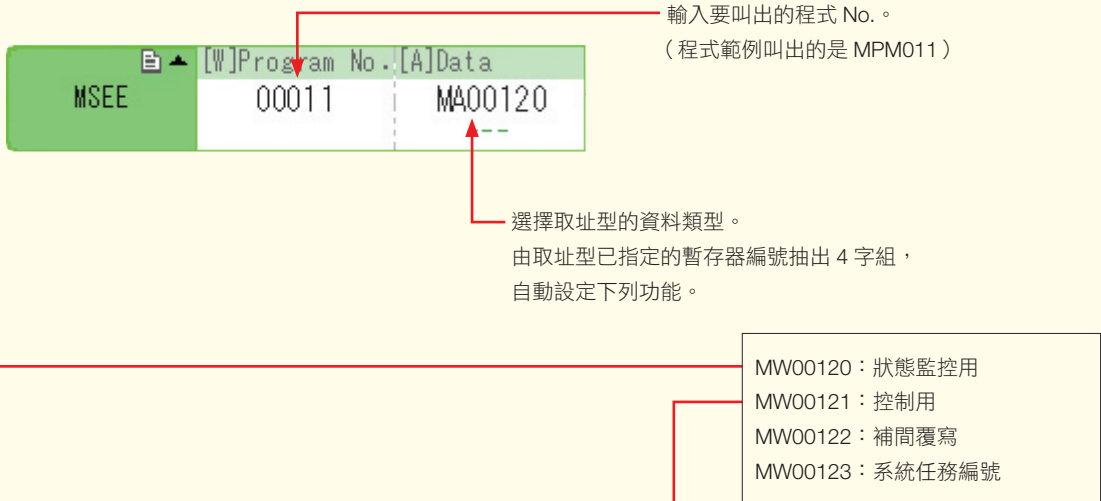 輸入要叫出的程式 No.。
（程式範例叫出的是 MPM011）
[W]Program No. [A]Data
MSEE 00011 MA00120
--
選擇取址型的資料類型。
由取址型已指定的暫存器編號抽出 4 字組，
自動設定下列功能。
MW00120：狀態監控用
MW00121：控制用
MW00122：補間覆寫
MW00123：系統任務編號